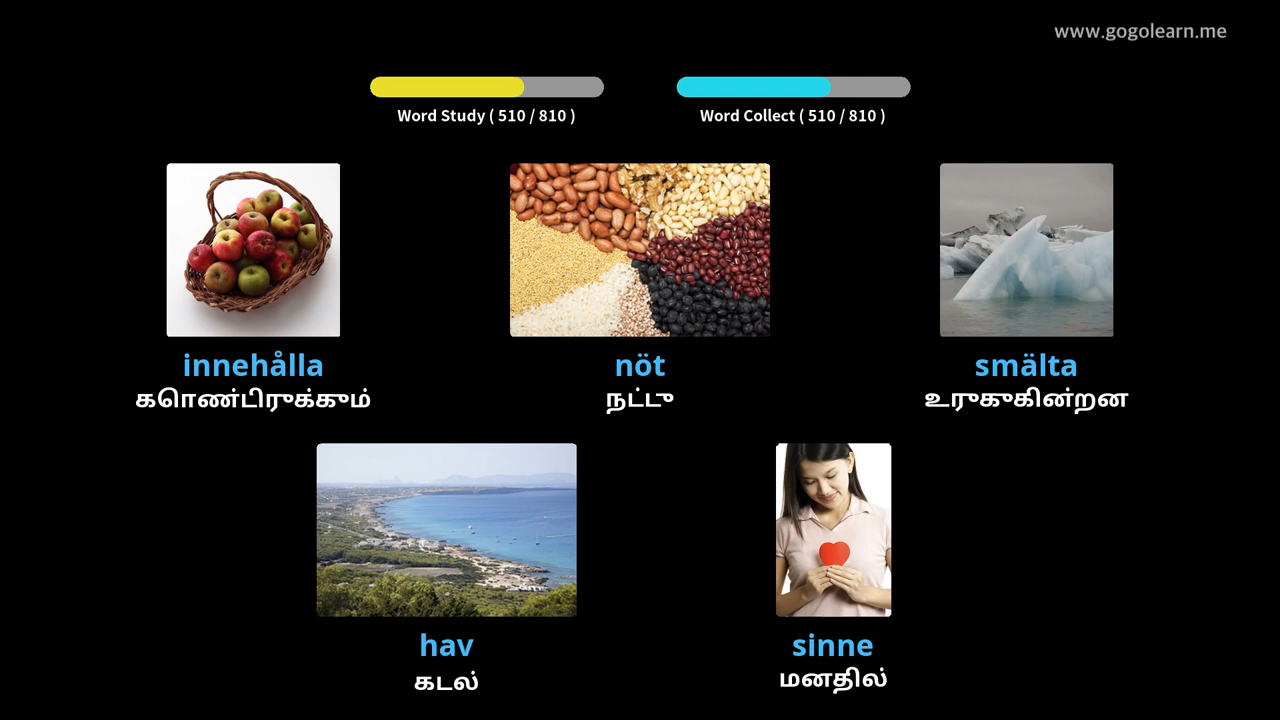 www.gogolearn.me
Word Study ( 510 / 810 )
Word Collect ( 510 / 810 )
innehålla
nöt
smälta
கொண்டிருக்கும்
நட்டு
உருகுகின்றன
hav
sinne
கடல்
மனதில்